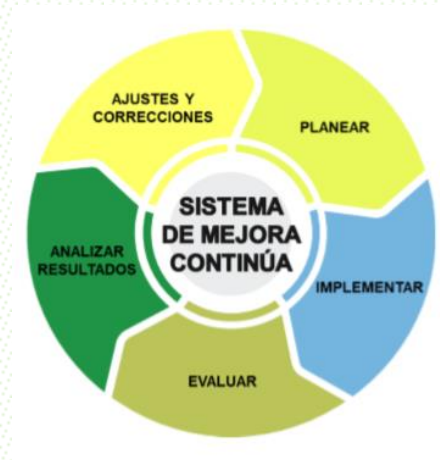 AJUSTES Y
CORRECCIONES
PLANEAR
SISTEMA
DE MEJORA
CONTINÚA
ANALIZAR
RESULTADOS
IMPLEMENTAR
EVALUAR